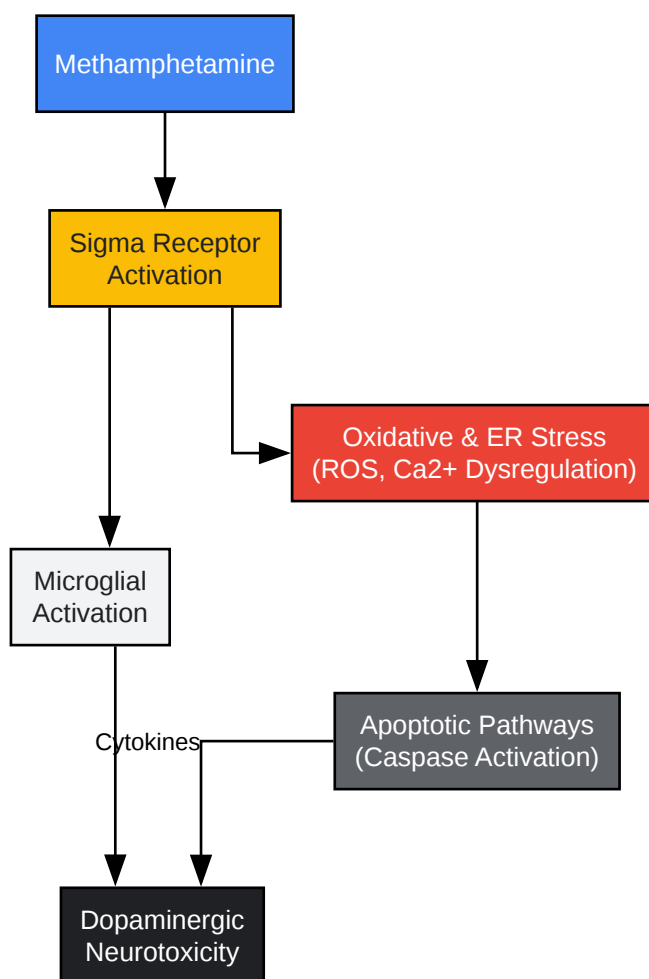 Methamphetamine
Sigma Receptor
Activation
Oxidative & ER Stress
(ROS, Ca2+ Dysregulation)
Microglial
Activation
Apoptotic Pathways
(Caspase Activation)
Cytokines
Dopaminergic
Neurotoxicity